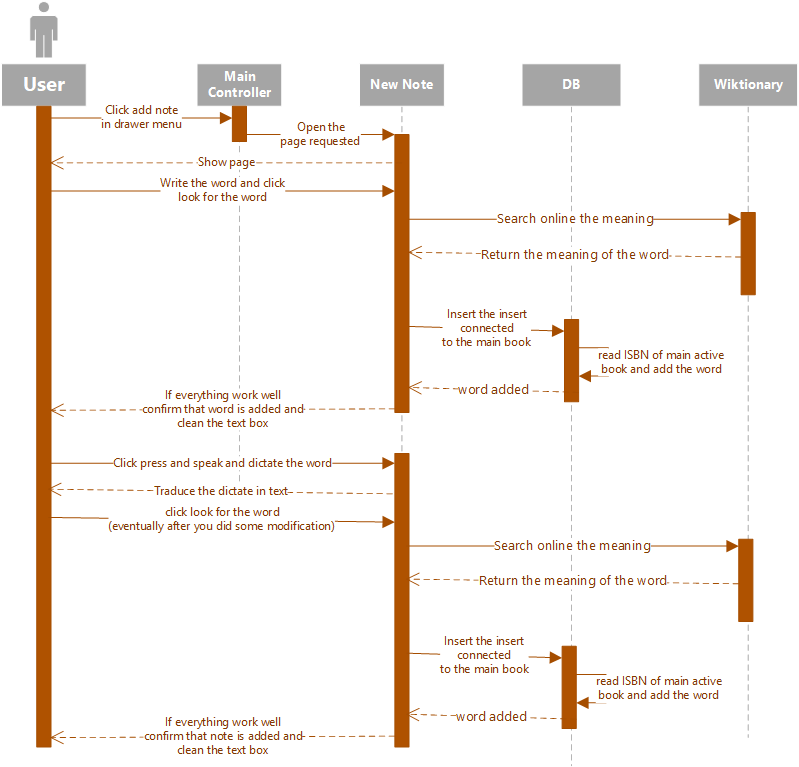 User
Main
Controller
New Note
DB
Wiktionary
Click add note
in drawer menu
Open the
page requested
Show page
Write the word and click
look for the word
Search online the meaning
Return the meaning of the word
Insert the insert
connected
to the main book
read ISBN of main active
book and add the word
word added
If everything work well
confirm that word is added and
clean the text box
Click press and speak and dictate the word
Traduce the dictate in text
click look for the word
(eventually after you did some modification)
Search online the meaning
Return the meaning of the word
Insert the insert
connected
to the main book
read ISBN of main active
book and add the word
word added
If everything work well
confirm that note is added and
clean the text box